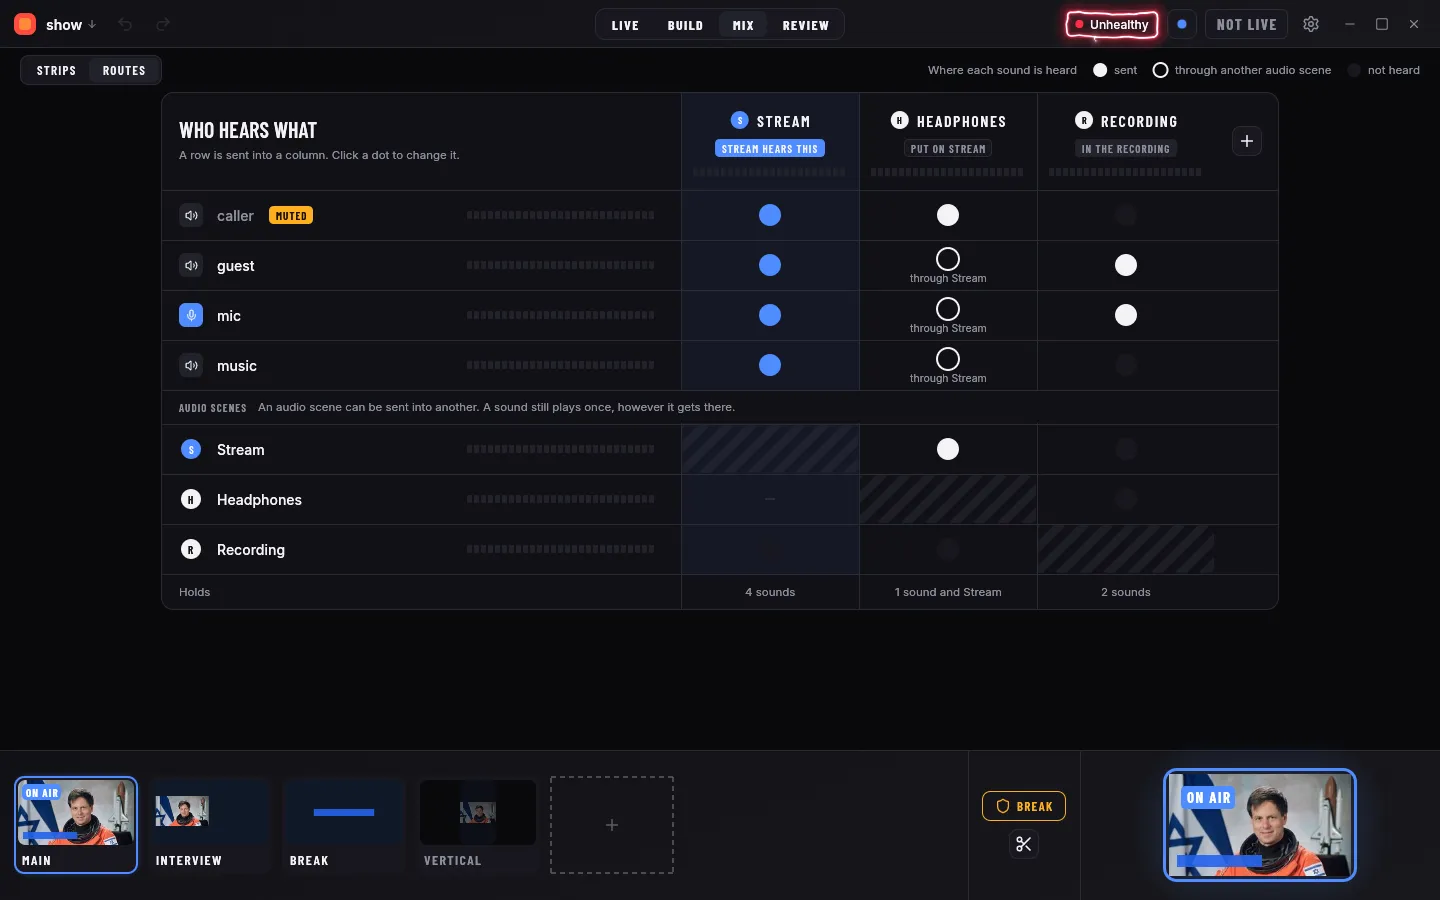 show
LIVE
BUILD
MIX
REVIEW
Unhealthy
NOT LIVE
STRIPS
ROUTES
Where each sound is heard
sent
through another audio scene
not heard
WHO HEARS WHAT
A row is sent into a column. Click a dot to change it.
S STREAM
STREAM HEARS THIS
H HEADPHONES
PUT ON STREAM
R RECORDING
IN THE RECORDING
caller MUTED
guest
through Stream
mic
through Stream
music
through Stream
AUDIO SCENES An audio scene can be sent into another. A sound still plays once, however it gets there.
S Stream
H Headphones
R Recording
Holds
4 sounds
1 sound and Stream
2 sounds
ON AIR
MAIN
INTERVIEW
BREAK
VERTICAL
BREAK
ON AIR